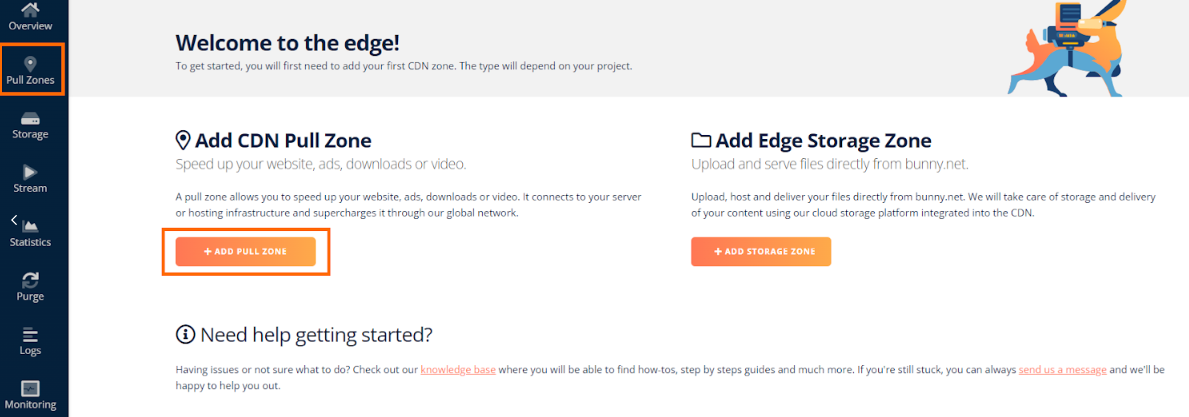 Overview
Pull Zones
Storage
Stream
Statistics
Purge
Logs
Monitoring
Welcome to the edge!
To get started, you will first need to add your first CDN zone. The type will depend on your project.
Add CDN Pull Zone
Speed up your website, ads, downloads or video.
A pull zone allows you to speed up your website, ads, downloads or video. It connects to your server
or hosting infrastructure and supercharges it through our global network.
+ ADD PULL ZONE
Add Edge Storage Zone
Upload and serve files directly from bunny.net.
Upload, host and deliver your files directly from bunny.net. We will take care of storage and delivery
of your content using our cloud storage platform integrated into the CDN.
+ ADD STORAGE ZONE
Need help getting started?
Having issues or not sure what to do? Check out our knowledge base where you will be able to find how-tos, step by steps guides and much more. If you're still stuck, you can always send us a message and we'll be
happy to help you out.